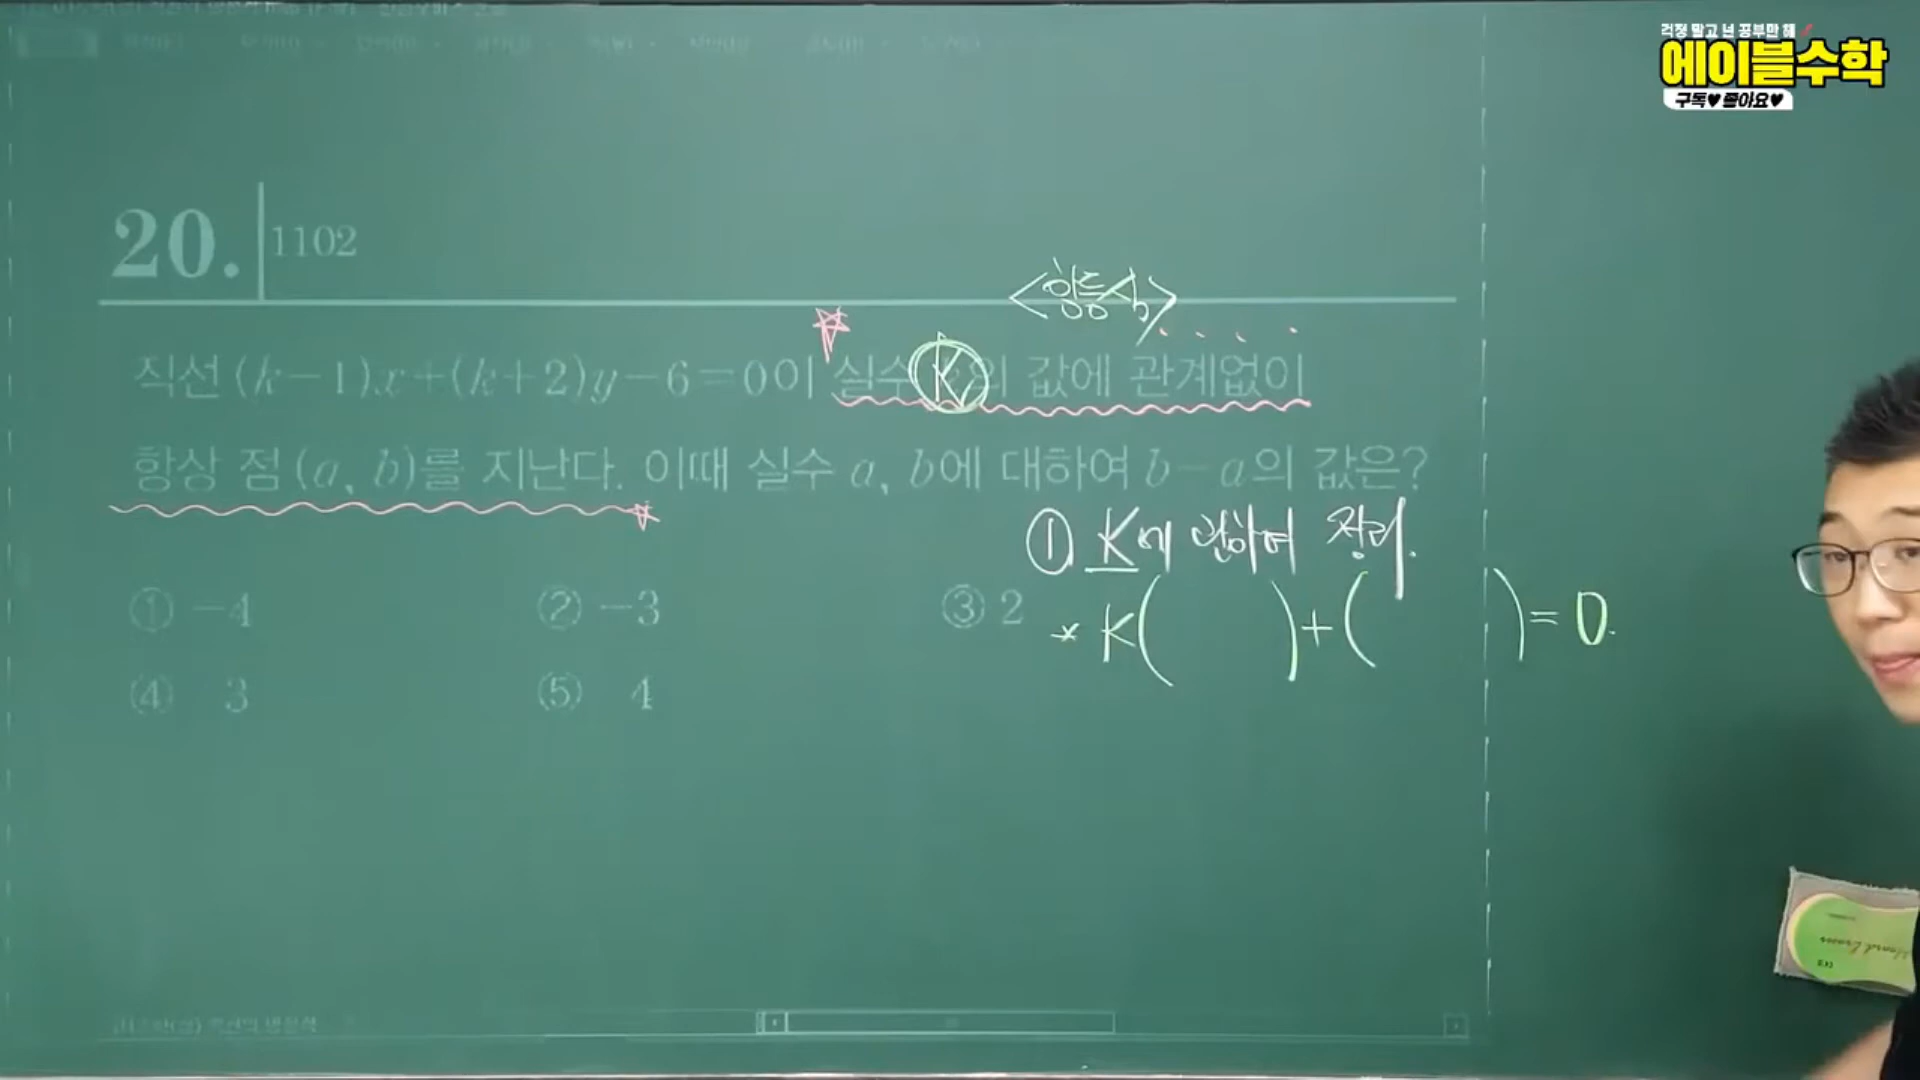 걱정 말고 넌 공부만 해
에이블수학
구독♥ 좋아요♥
20. 1102
<항등식>
직선 (k-1)x+(k+2)y-6=0이 실수 K의 값에 관계없이
항상 점 (a, b)를 지난다. 이때 실수 a, b에 대하여 b-a의 값은?
① K에 관하여 정리.
① -4 ② -3 ③ 2
* K( )+( )=0.
④ 3 ⑤ 4